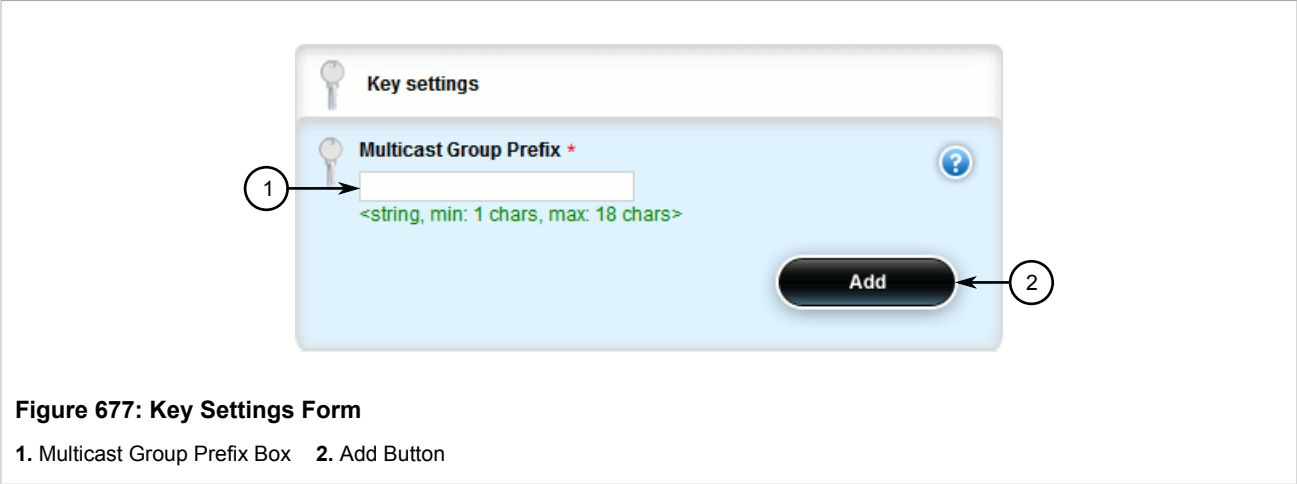 Key settings
Multicast Group Prefix *
1
<string, min: 1 chars, max: 18 chars>
?
Add
2
Figure 677: Key Settings Form
1. Multicast Group Prefix Box 2. Add Button